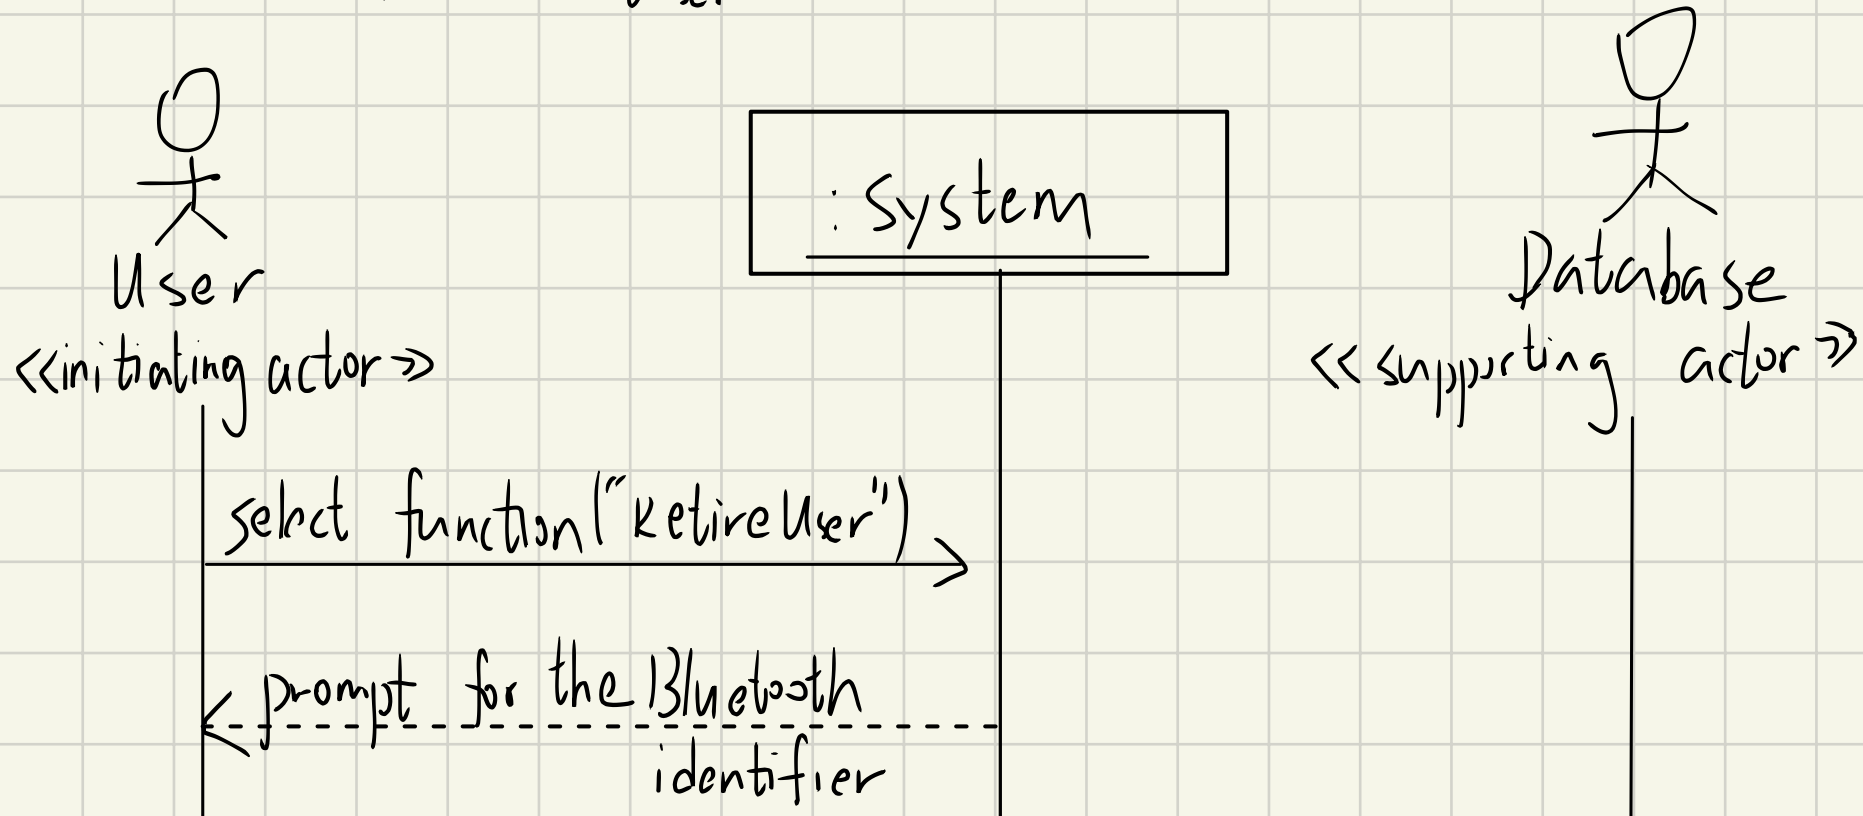 : System
User
Database
<<initiating actor>>
<<supporting actor>>
select function("RetireUser")
prompt for the Bluetooth
identifier